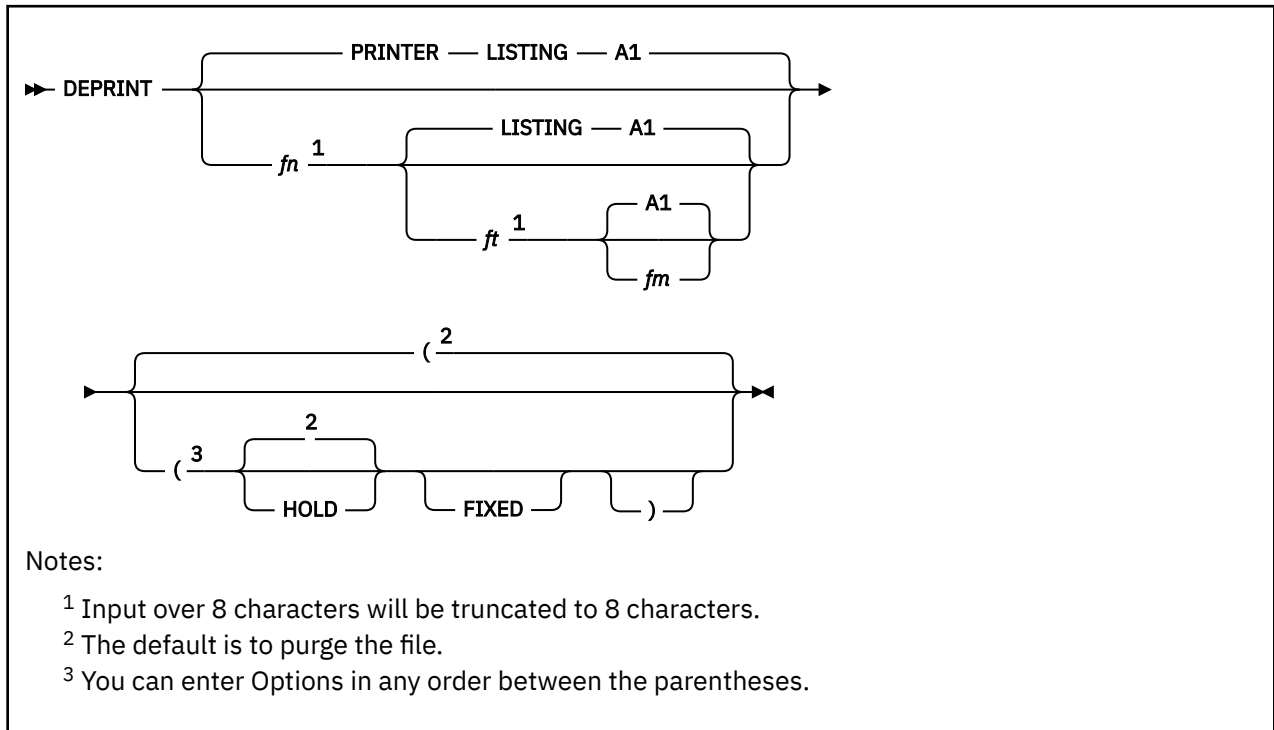 PRINTER LISTING A1
DEPRINT
LISTING A1
fn 1
A1
ft 1
fm
( 2
2
( 3
HOLD FIXED )
Notes:
1 Input over 8 characters will be truncated to 8 characters.
2 The default is to purge the file.
3 You can enter Options in any order between the parentheses.